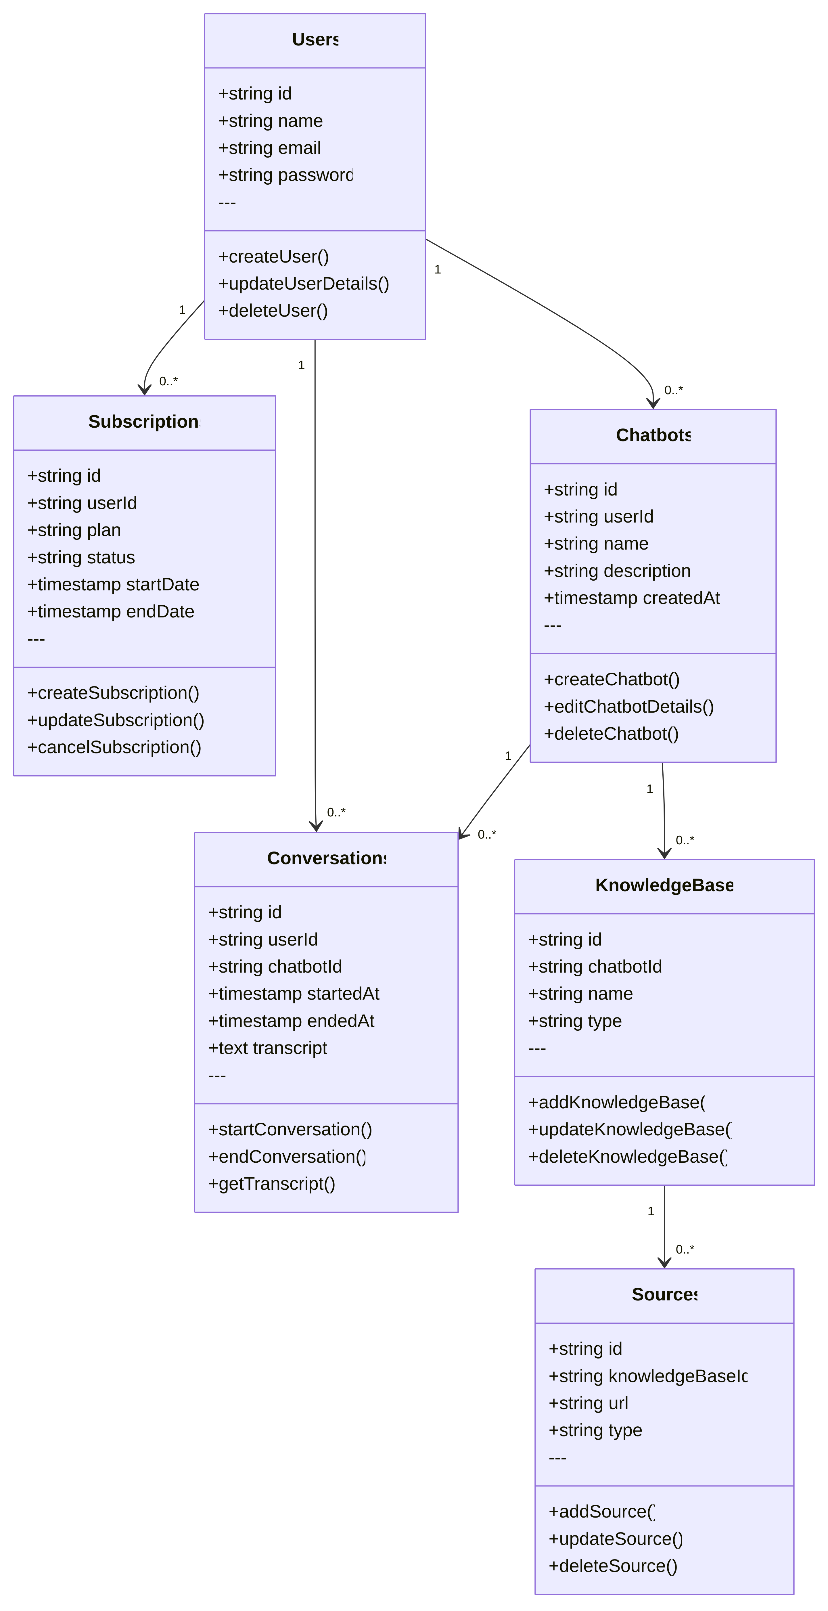 Users
+string id
+string name
+string email
+string password
---
+createUser()
+updateUserDetails()
+deleteUser()
1
0..*
1
0..*
1
0..*
Subscription
+string id
+string userId
+string plan
+string status
+timestamp startDate
+timestamp endDate
---
+createSubscription()
+updateSubscription()
+cancelSubscription()
Chatbots
+string id
+string userId
+string name
+string description
+timestamp createdAt
---
+createChatbot()
+editChatbotDetails()
+deleteChatbot()
1
0..*
1
0..*
Conversations
+string id
+string userId
+string chatbotId
+timestamp startedAt
+timestamp endedAt
+text transcript
---
+startConversation()
+endConversation()
+getTranscript()
KnowledgeBase
+string id
+string chatbotId
+string name
+string type
---
+addKnowledgeBase(
+updateKnowledgeBase()
+deleteKnowledgeBase()
1
0..*
Sources
+string id
+string knowledgeBaseId
+string url
+string type
---
+addSource()
+updateSource()
+deleteSource()